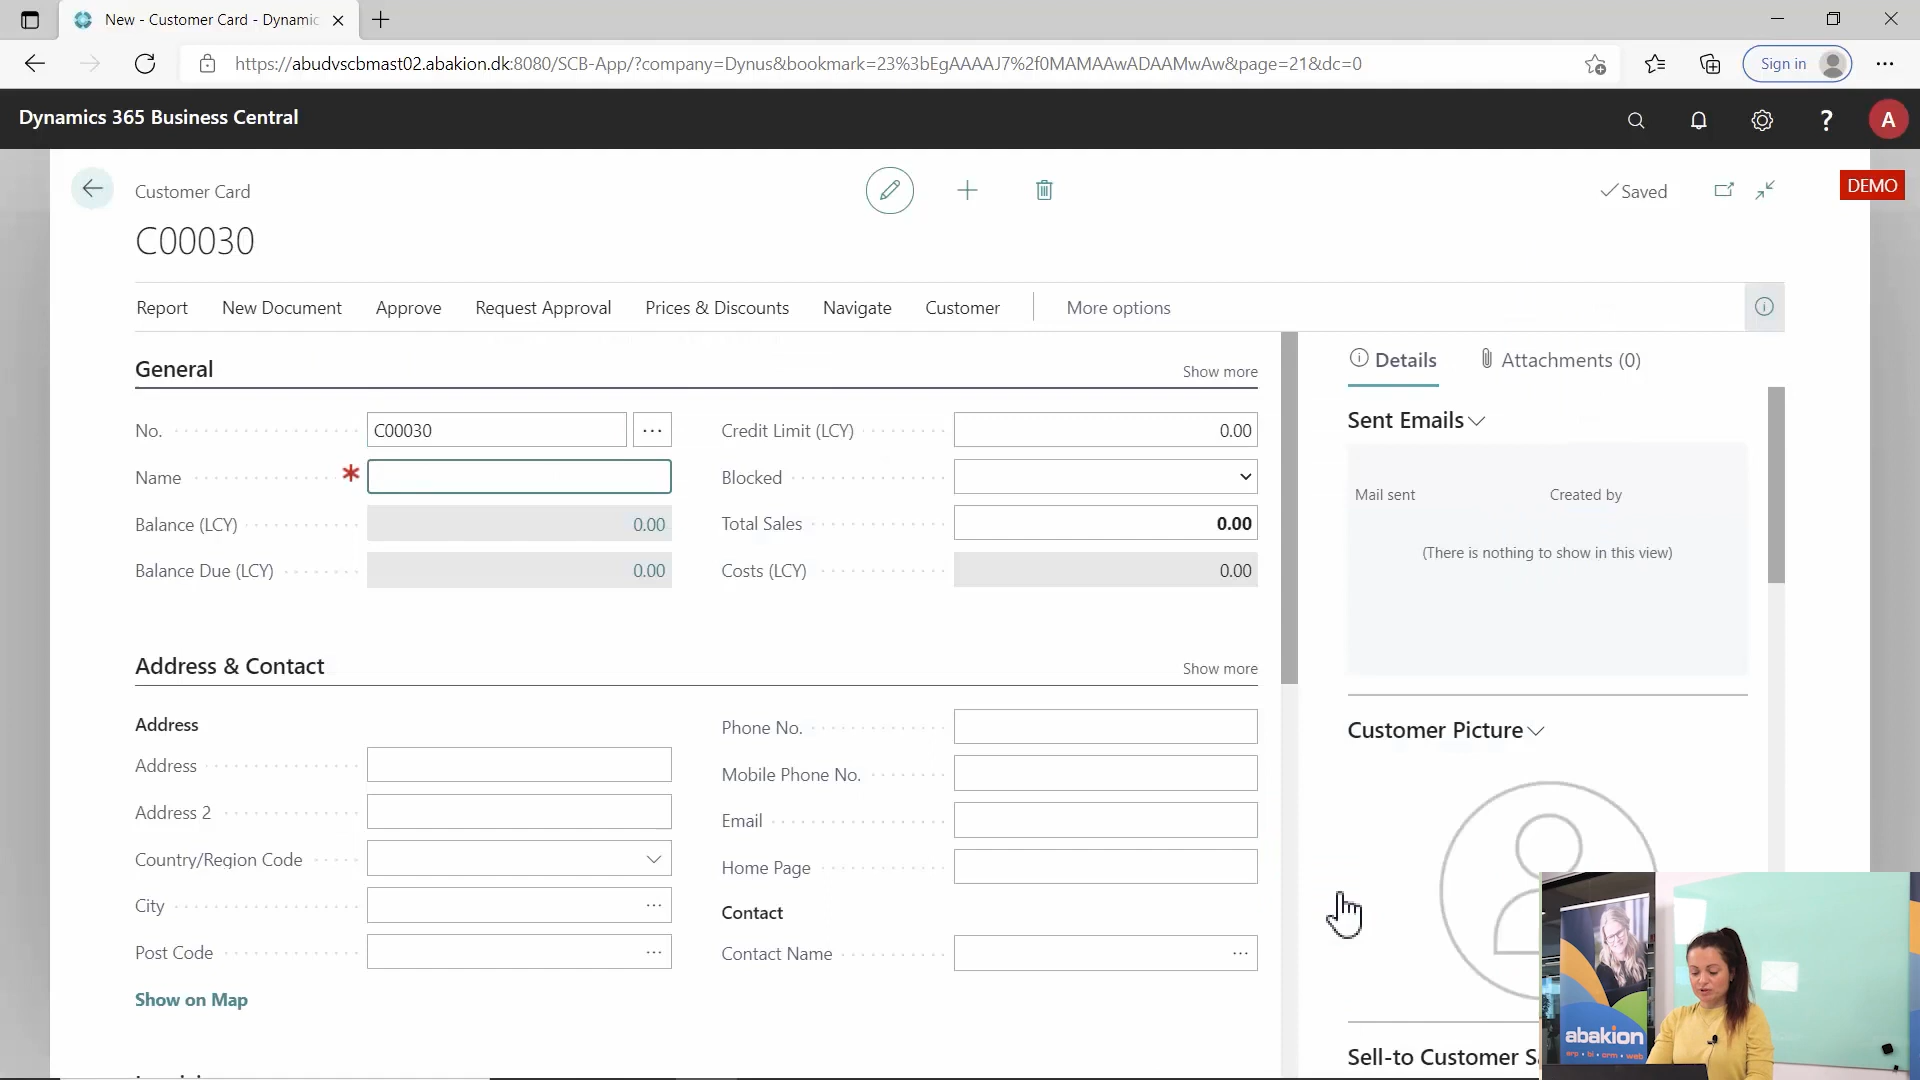 New - Customer Card - Dynamic
https://abudvscbmast02.abakion.dk:8080/SCB-App/?company=Dynus&bookmark=23%3bEgAAAAJ7%2f0MAMAAwADAAMwAw&page=21&dc=0
Sign in
Dynamics 365 Business Central
?
A
Customer Card
Saved
DEMO
C00030
Report New Document Approve Request Approval Prices & Discounts Navigate Customer More options
General
Show more
No. C00030
Name
Balance (LCY) 0.00
Balance Due (LCY) 0.00
Credit Limit (LCY) 0.00
Blocked
Total Sales 0.00
Costs (LCY) 0.00
Address & Contact
Show more
Address
Address
Address 2
Country/Region Code
City
Post Code
Show on Map
Phone No.
Mobile Phone No.
Email
Home Page
Contact
Contact Name
Details Attachments (0)
Sent Emails
Mail sent Created by
(There is nothing to show in this view)
Customer Picture
Sell-to Customer S
abakion
erp • bi • crm • web